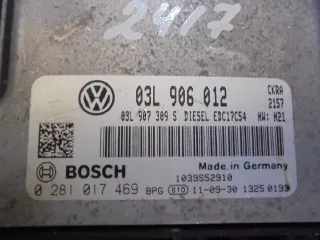 2417
03L 906 012
CKRA
2157
03L 907 309 S DIESEL EDC17C54 HW: H21
BOSCH
Made in Germany
1039S52910
0 281 017 469 BPG 810 11-09-30 1325 0193